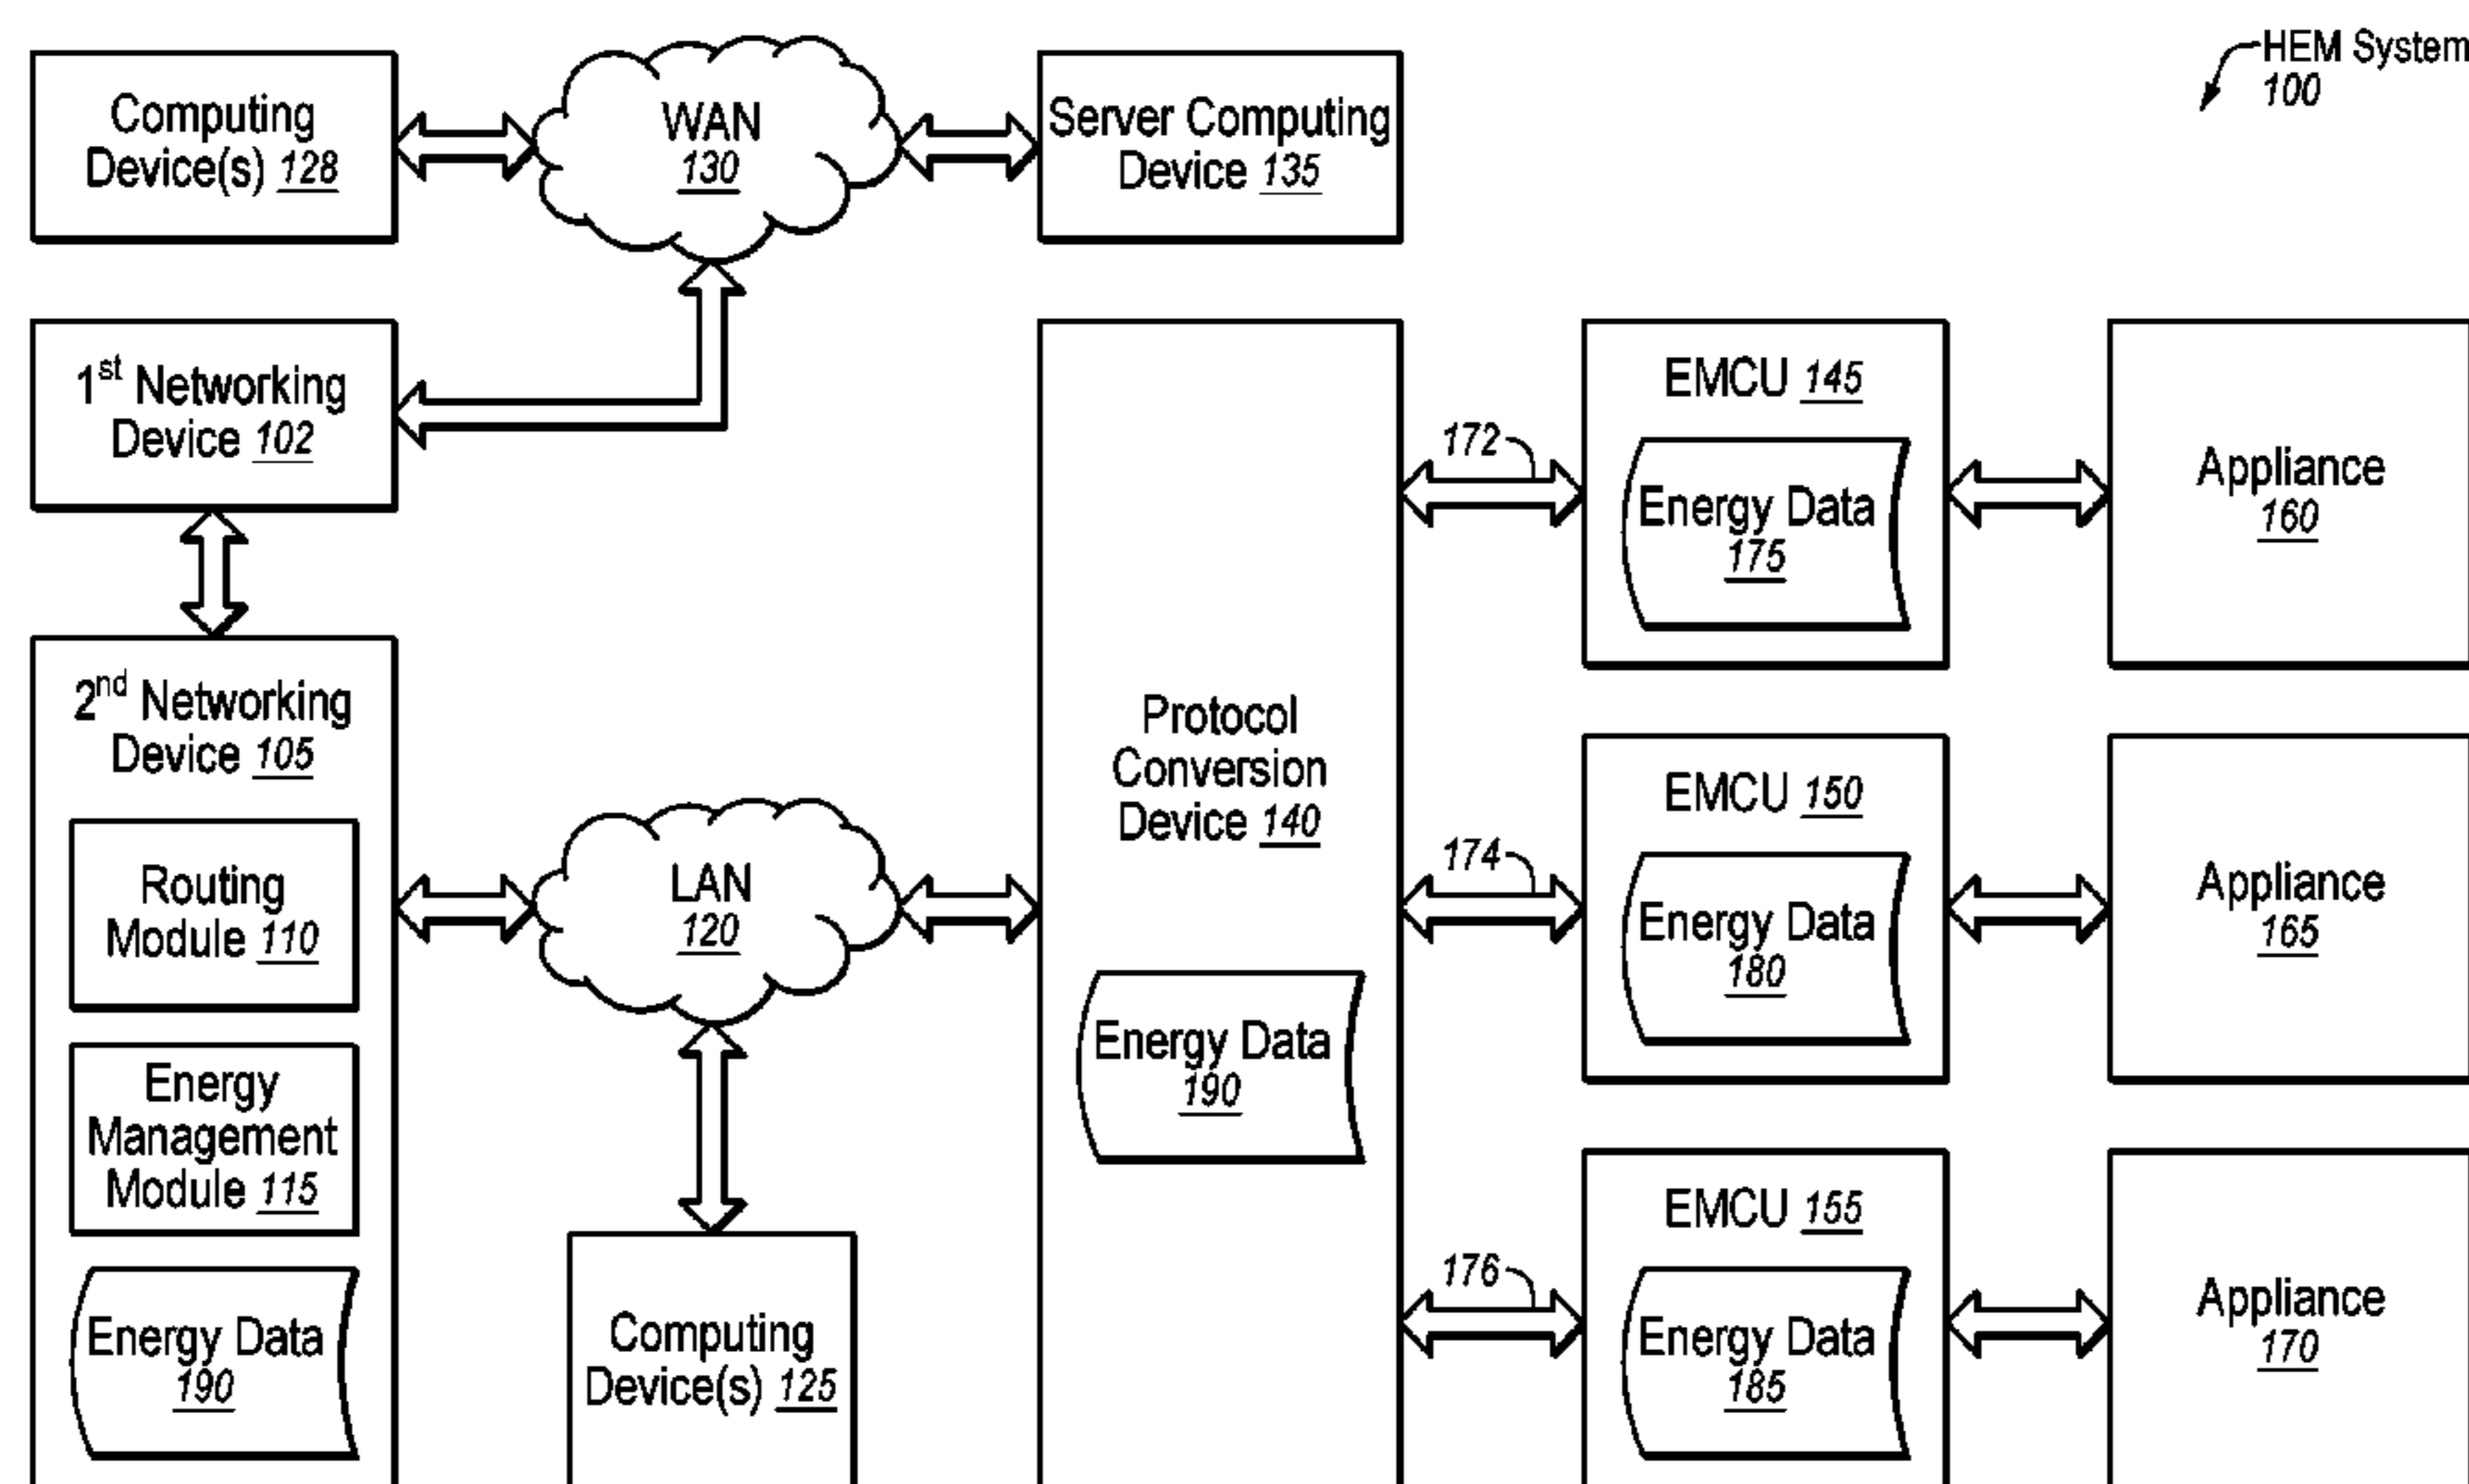 HEM System
100
Computing
Device(s) 128
WAN
130
Server Computing
Device 135
1st Networking
Device 102
2nd Networking
Device 105
Routing
Module 110
Energy
Management
Module 115
Energy Data
190
LAN
120
Computing
Device(s) 125
Protocol
Conversion
Device 140
Energy Data
190
172
EMCU 145
Energy Data
175
Appliance
160
174
EMCU 150
Energy Data
180
Appliance
165
176
EMCU 155
Energy Data
185
Appliance
170